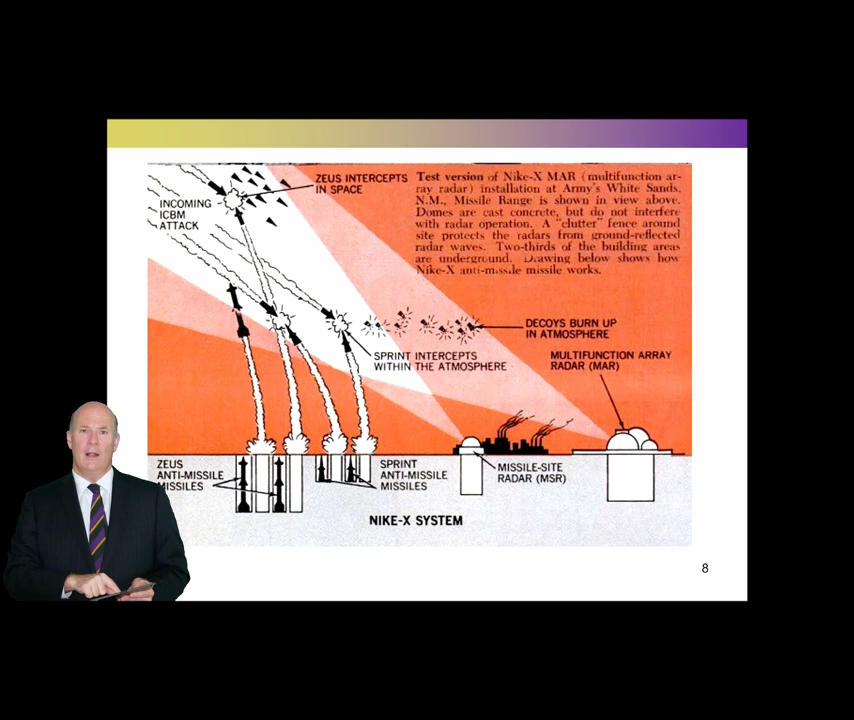 ZEUS INTERCEPTS
IN SPACE
Test version of Nike-X MAR (multifunction ar-
ray radar) installation at Army's White Sands,
N.M., Missile Range is shown in view above.
Domes are cast concrete, but do not interfere
with radar operation. A "clutter" fence around
site protects the radars from ground-reflected
radar waves. Two-thirds of the building areas
are underground. Drawing below shows how
Nike-X anti-missile missile works.
INCOMING
ICBM
ATTACK
DECOYS BURN UP
IN ATMOSPHERE
SPRINT INTERCEPTS
WITHIN THE ATMOSPHERE
MULTIFUNCTION ARRAY
RADAR (MAR)
ZEUS
ANTI-MISSILE
MISSILES
SPRINT
ANTI-MISSILE
MISSILES
MISSILE-SITE
RADAR (MSR)
NIKE-X SYSTEM
8